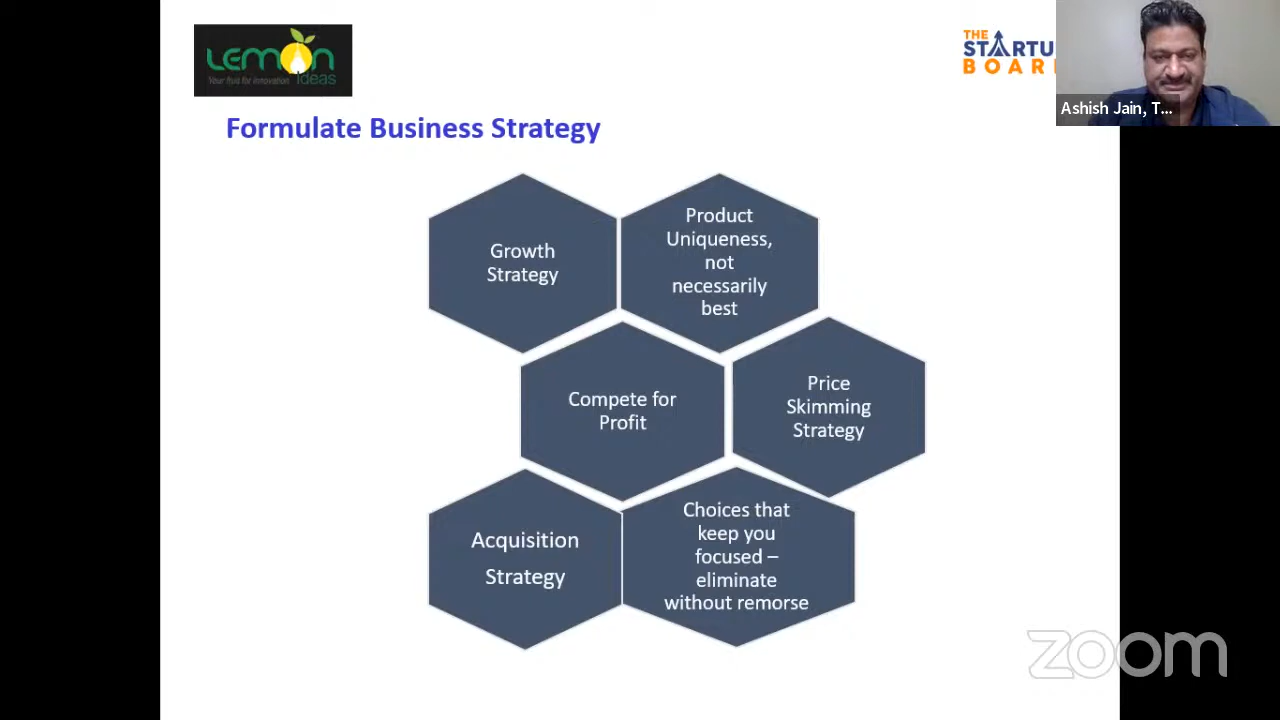 LEMON
Your fruit for innovation
ideas
THE
STARTU
BOAR
Ashish Jain, T...
Formulate Business Strategy
Growth
Strategy
Product
Uniqueness,
not
necessarily
best
Compete for
Profit
Price
Skimming
Strategy
Acquisition
Strategy
Choices that
keep you
focused –
eliminate
without remorse
zoom